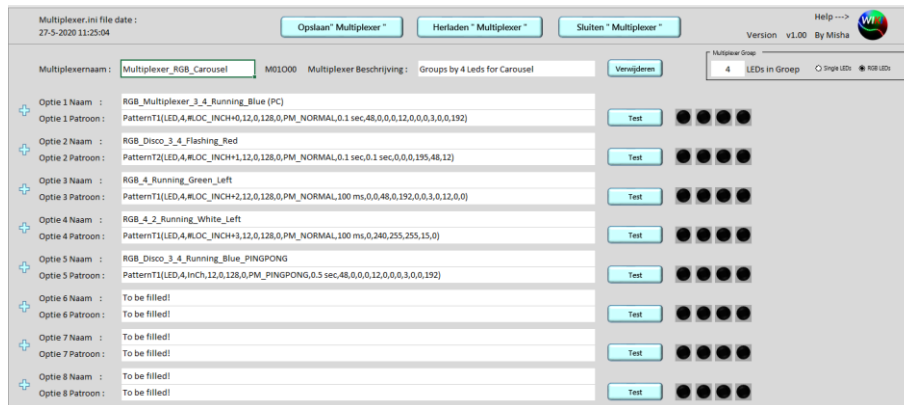 Multiplexer.ini file date :
27-5-2020 11:25:04
Opslaan" Multiplexer "
Herladen " Multiplexer "
Sluiten " Multiplexer "
Help --->
Version v1.00 By Misha
Multiplexernaam :
Multiplexer_RGB_Carousel
M01O00
Multiplexer Beschrijving :
Groups by 4 Leds for Carousel
Verwijderen
Multiplexer Groep
4 LEDs in Groep
Single LEDs
RGB LEDs
Optie 1 Naam : RGB_Multiplexer_3_4_Running_Blue (PC)
Optie 1 Patroon : PatternT1(LED,4,#LOC_INCH+0,12,0,128,0,PM_NORMAL,0.1 sec,48,0,0,0,12,0,0,0,3,0,0,192)
Test
Optie 2 Naam : RGB_Disco_3_4_Flashing_Red
Optie 2 Patroon : PatternT2(LED,4,#LOC_INCH+1,12,0,128,0,PM_NORMAL,0.1 sec,0.1 sec,0,0,0,195,48,12)
Test
Optie 3 Naam : RGB_4_Running_Green_Left
Optie 3 Patroon : PatternT1(LED,4,#LOC_INCH+2,12,0,128,0,PM_NORMAL,100 ms,0,0,48,0,192,0,0,3,0,12,0,0)
Test
Optie 4 Naam : RGB_4_2_Running_White_Left
Optie 4 Patroon : PatternT1(LED,4,#LOC_INCH+3,12,0,128,0,PM_NORMAL,100 ms,0,240,255,255,15,0)
Test
Optie 5 Naam : RGB_Disco_3_4_Running_Blue_PINGPONG
Optie 5 Patroon : PatternT1(LED,4,InCh,12,0,128,0,PM_PINGPONG,0.5 sec,48,0,0,0,12,0,0,0,3,0,0,192)
Test
Optie 6 Naam : To be filled!
Optie 6 Patroon : To be filled!
Test
Optie 7 Naam : To be filled!
Optie 7 Patroon : To be filled!
Test
Optie 8 Naam : To be filled!
Optie 8 Patroon : To be filled!
Test